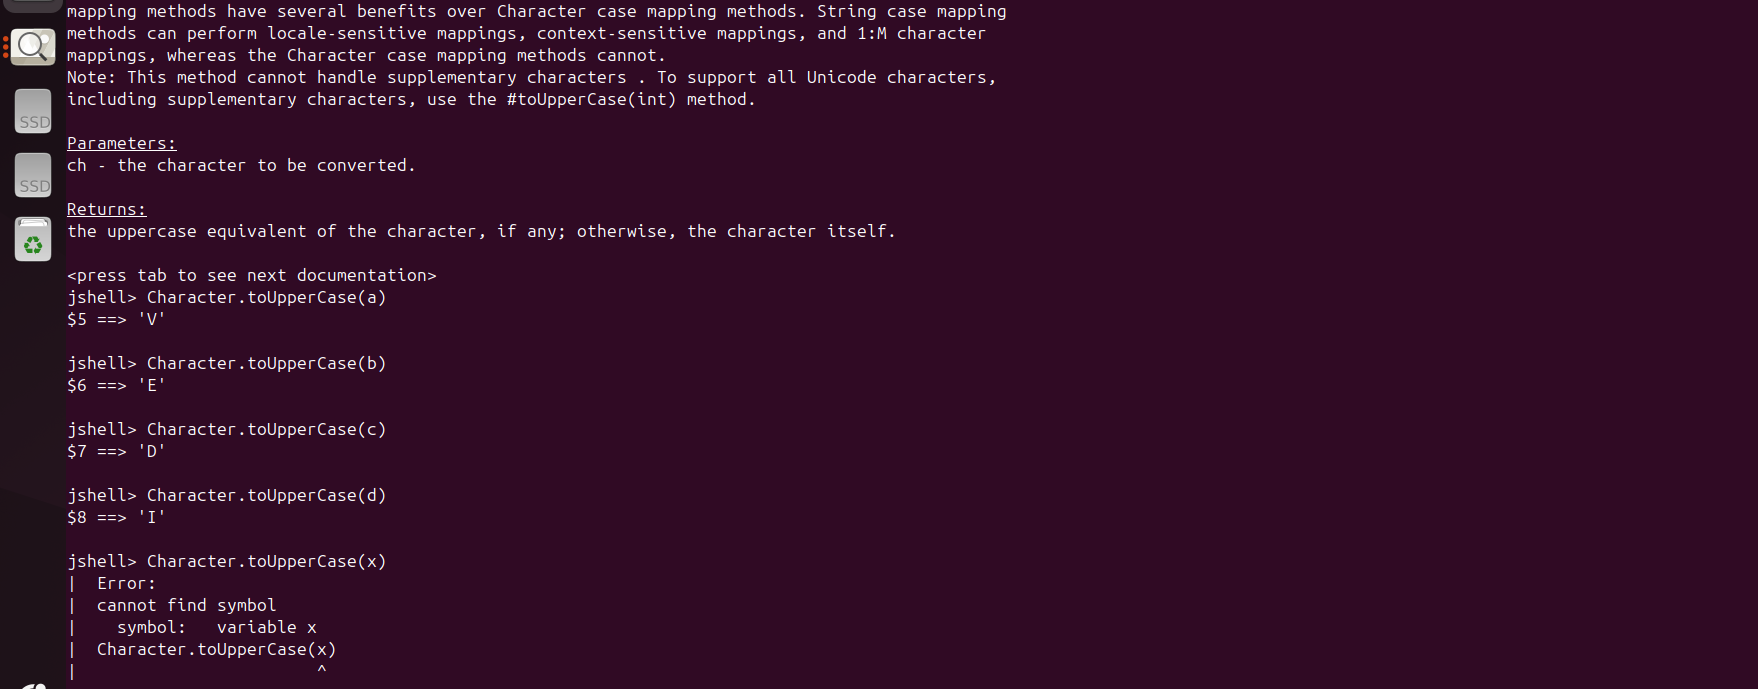 mapping methods have several benefits over Character case mapping methods. String case mapping
methods can perform locale-sensitive mappings, context-sensitive mappings, and 1:M character
mappings, whereas the Character case mapping methods cannot.
Note: This method cannot handle supplementary characters . To support all Unicode characters,
including supplementary characters, use the #toUpperCase(int) method.
SSD
Parameters:
ch - the character to be converted.
SSD
Returns:
the uppercase equivalent of the character, if any; otherwise, the character itself.
<press tab to see next documentation>
jshell> Character.toUpperCase(a)
$5 ==> 'V'
jshell> Character.toUpperCase(b)
$6 ==> 'E'
jshell> Character.toUpperCase(c)
$7 ==> 'D'
jshell> Character.toUpperCase(d)
$8 ==> 'I'
jshell> Character.toUpperCase(x)
|  Error:
|  cannot find symbol
|    symbol:   variable x
|  Character.toUpperCase(x)
|                        ^